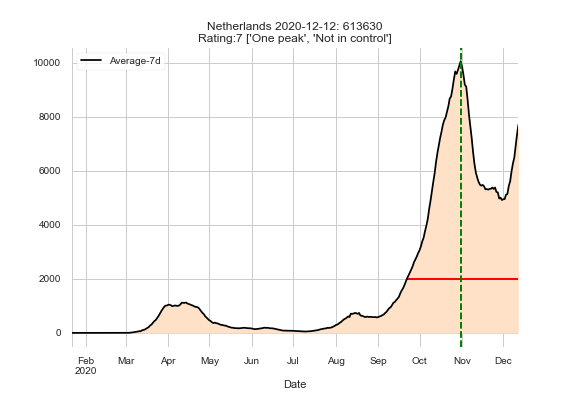 Netherlands 2020-12-12: 613630
Rating:7 ['One peak', 'Not in control']
Average-7d
10000
8000
6000
4000
2000
0
Feb Mar Apr May Jun Jul Aug Sep Oct Nov Dec
2020
Date